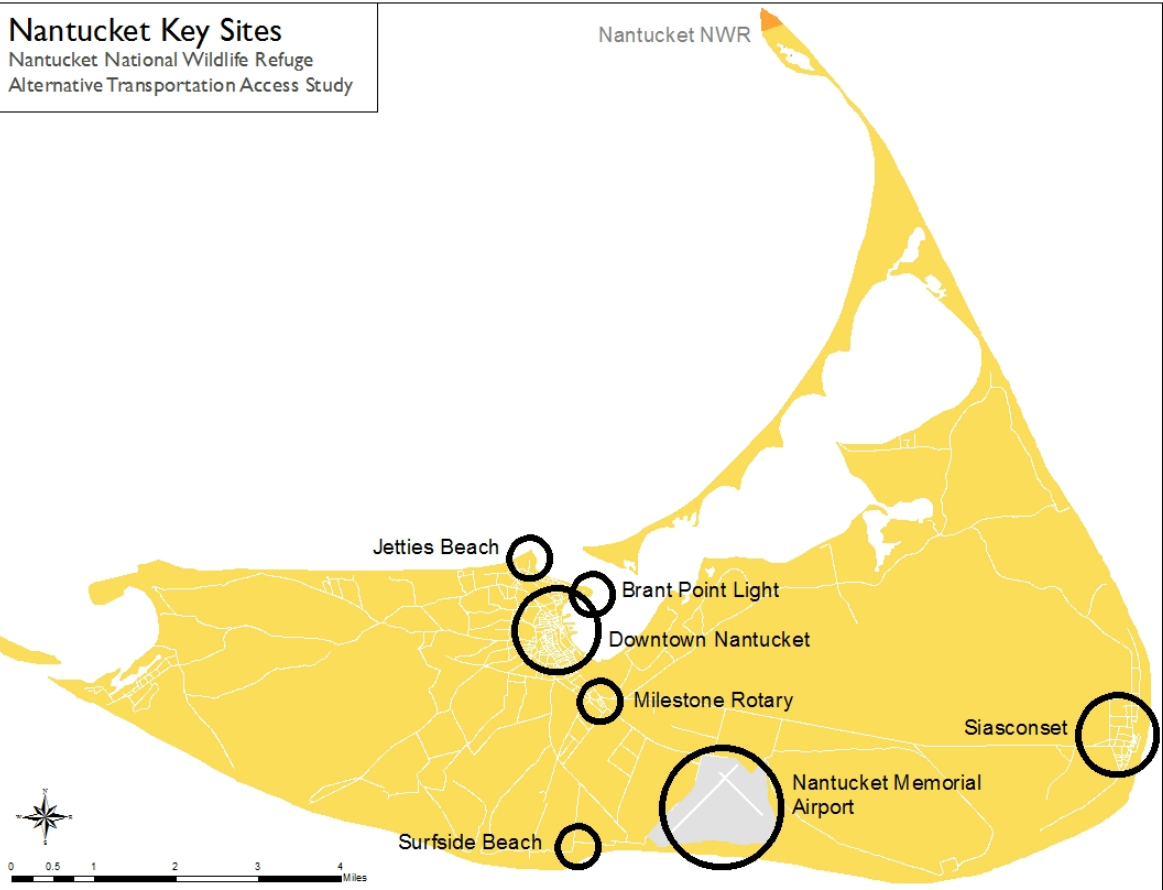 Nantucket Key Sites
Nantucket National Wildlife Refuge
Alternative Transportation Access Study
Nantucket NWR
Jetties Beach
Brant Point Light
Downtown Nantucket
Milestone Rotary
Siasconset
Nantucket Memorial
Airport
Surfside Beach
N
W E
S
0 0.5 1 2 3 4
Miles